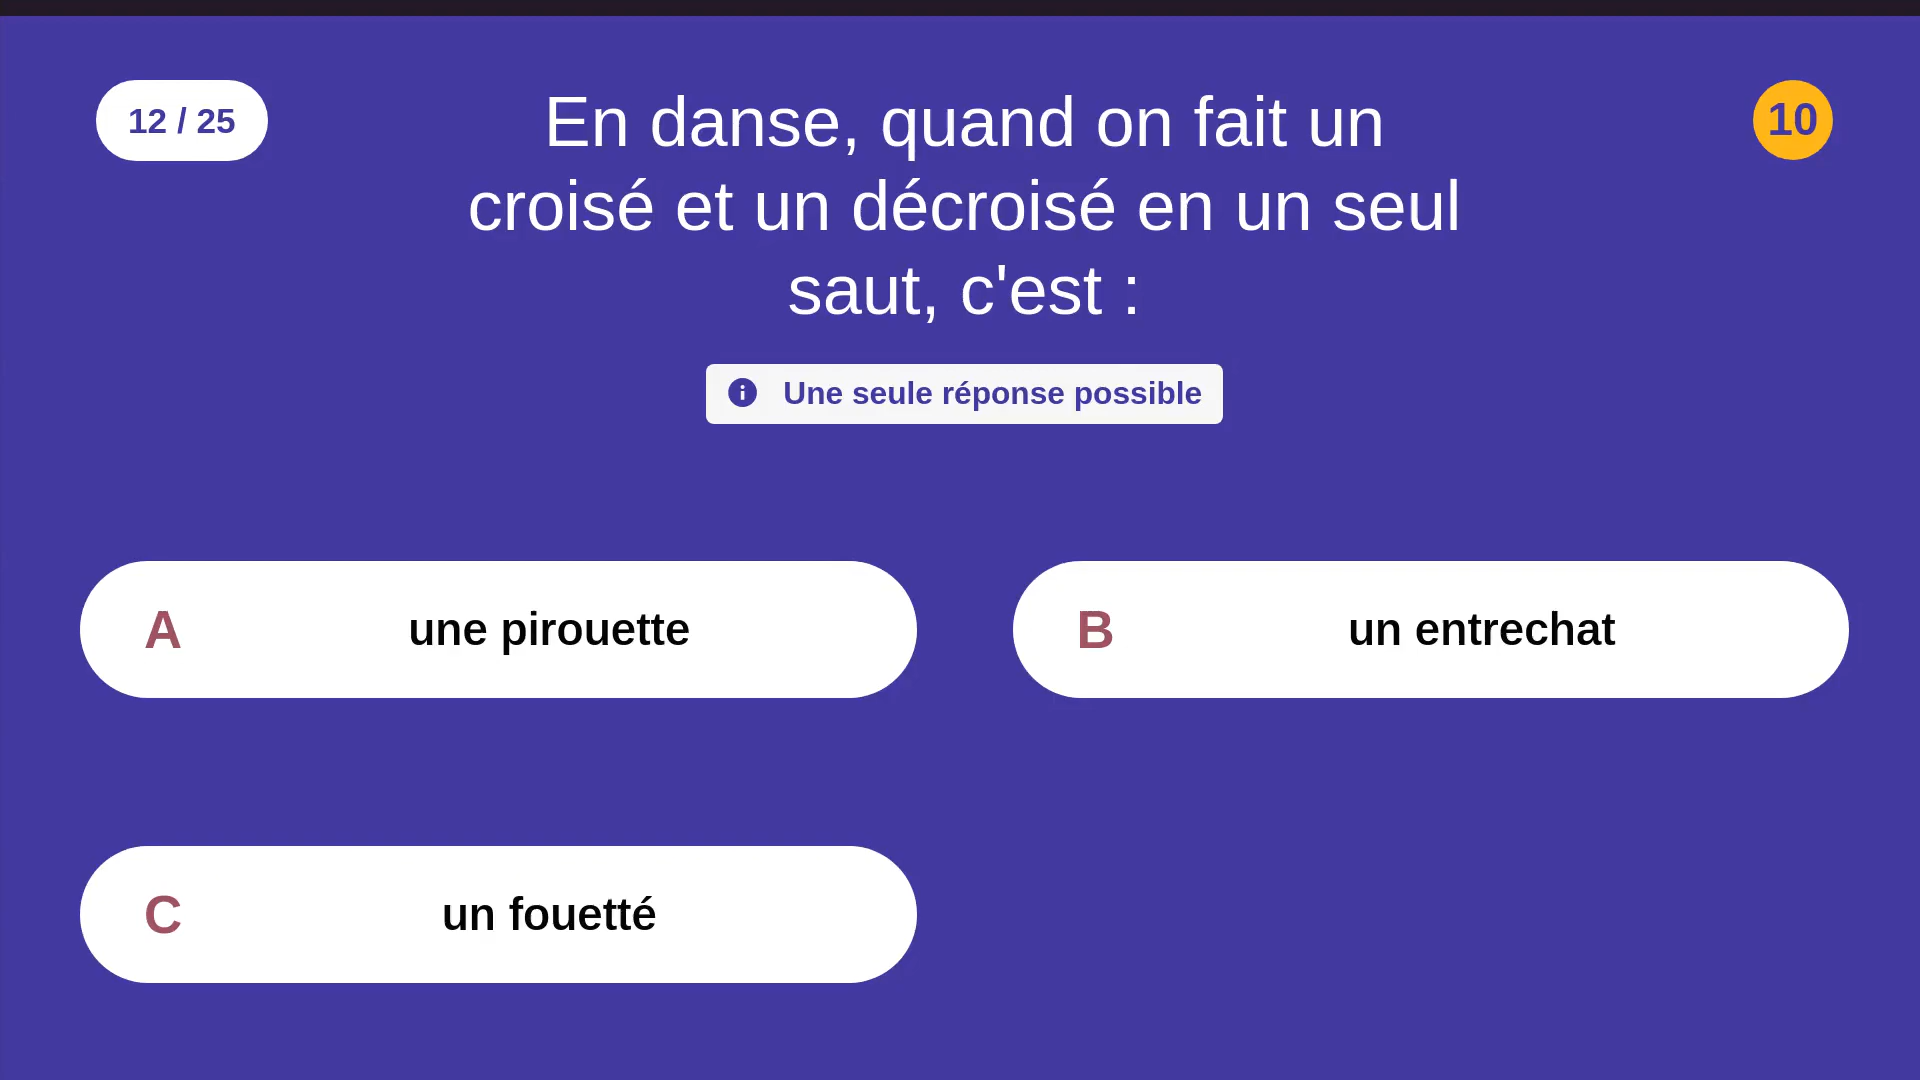 12 / 25
En danse, quand on fait un
croisé et un décroisé en un seul
saut, c'est :
10
Une seule réponse possible
A une pirouette
B un entrechat
C un fouetté